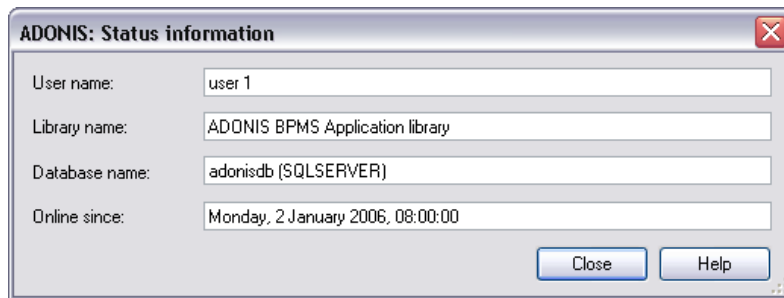 ADONIS: Status information
User name: user 1
Library name: ADONIS BPMS Application library
Database name: adonisdb (SQLSERVER)
Online since: Monday, 2 January 2006, 08:00:00
Close Help